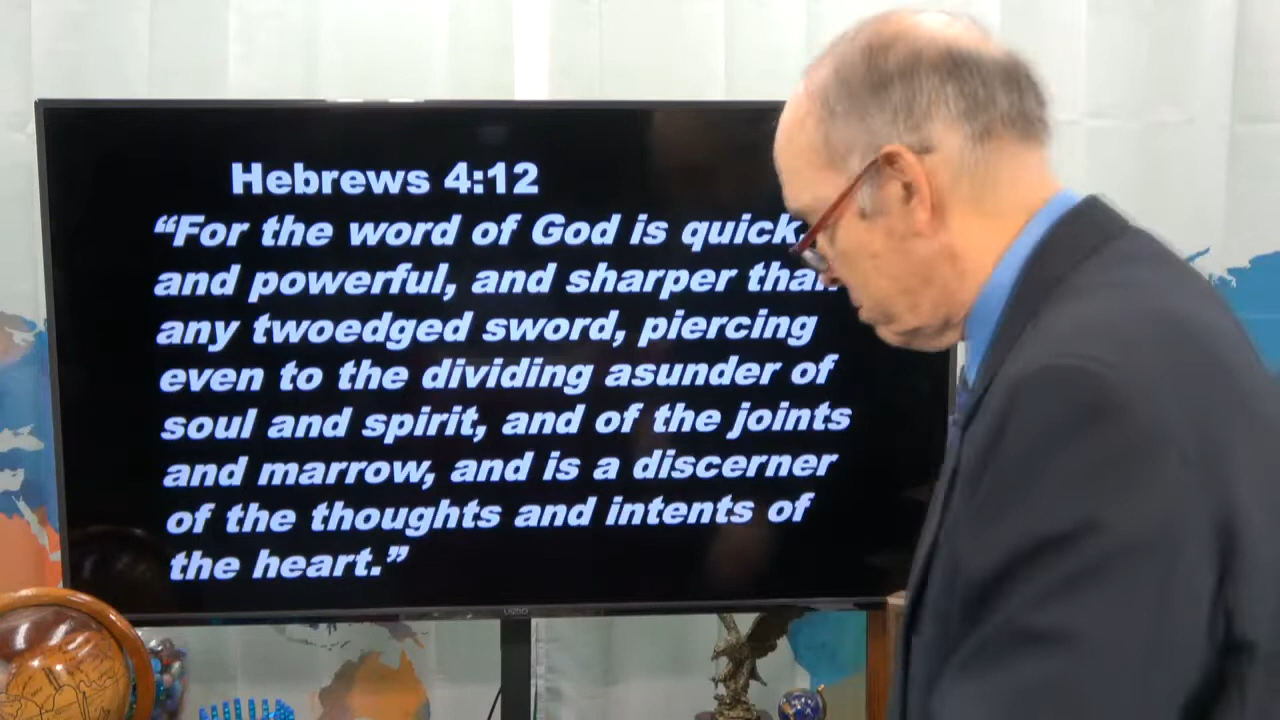 Hebrews 4:12
“For the word of God is quick,
and powerful, and sharper than
any twoedged sword, piercing
even to the dividing asunder of
soul and spirit, and of the joints
and marrow, and is a discerner
of the thoughts and intents of
the heart.”